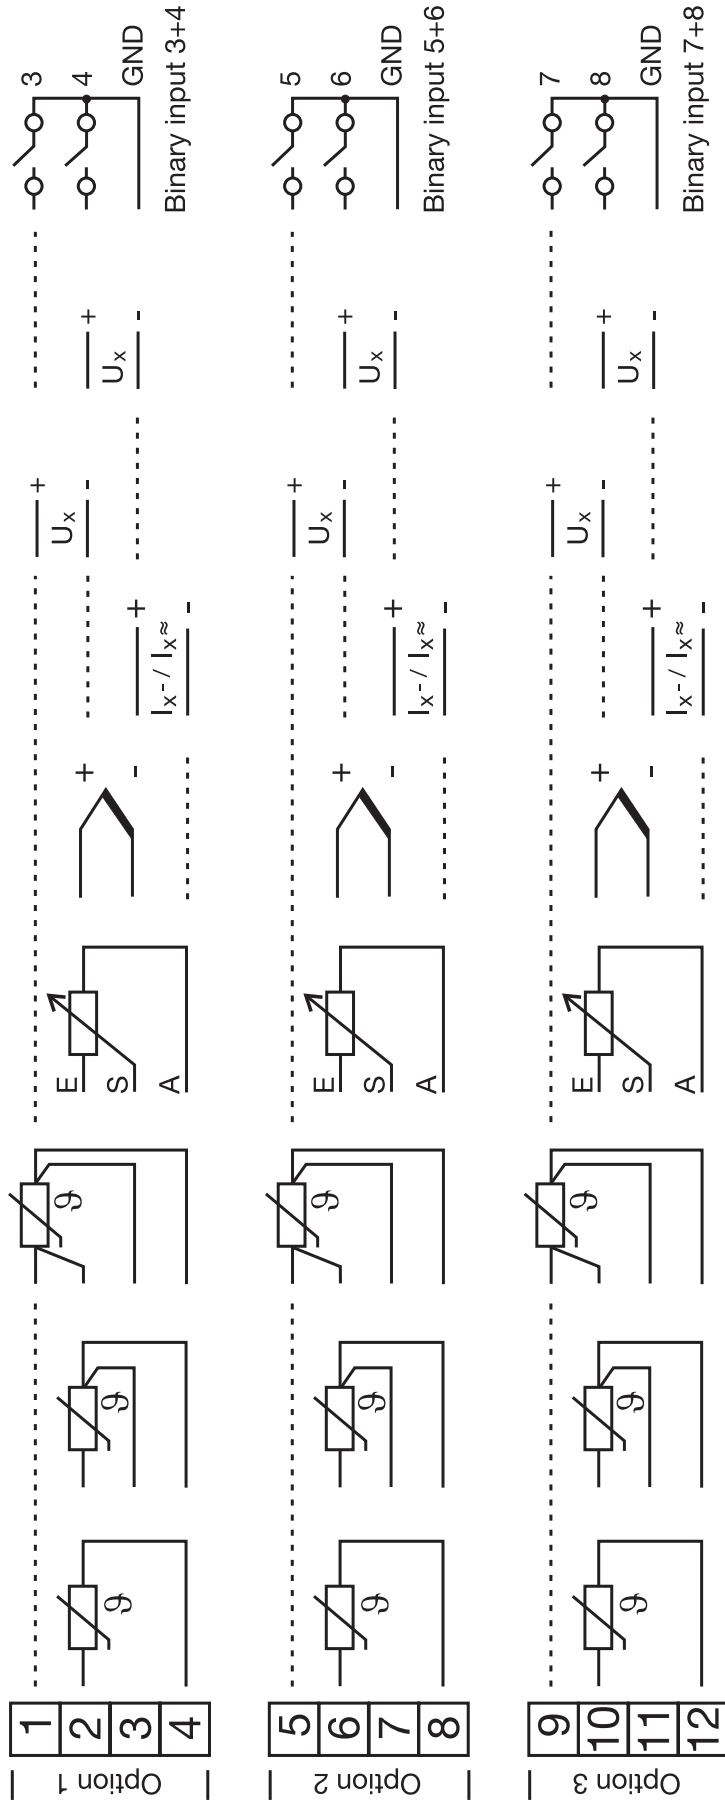 Option 1
1
2
3
4
ϑ
ϑ
ϑ
E
S
A
+
-
Ix- / Ix≈
+
-
Ux
+
-
Ux
+
-
3
4
GND
Binary input 3+4
Option 2
5
6
7
8
ϑ
ϑ
ϑ
E
S
A
+
-
Ix- / Ix≈
+
-
Ux
+
-
Ux
+
-
5
6
GND
Binary input 5+6
Option 3
9
10
11
12
ϑ
ϑ
ϑ
E
S
A
+
-
Ix- / Ix≈
+
-
Ux
+
-
Ux
+
-
7
8
GND
Binary input 7+8